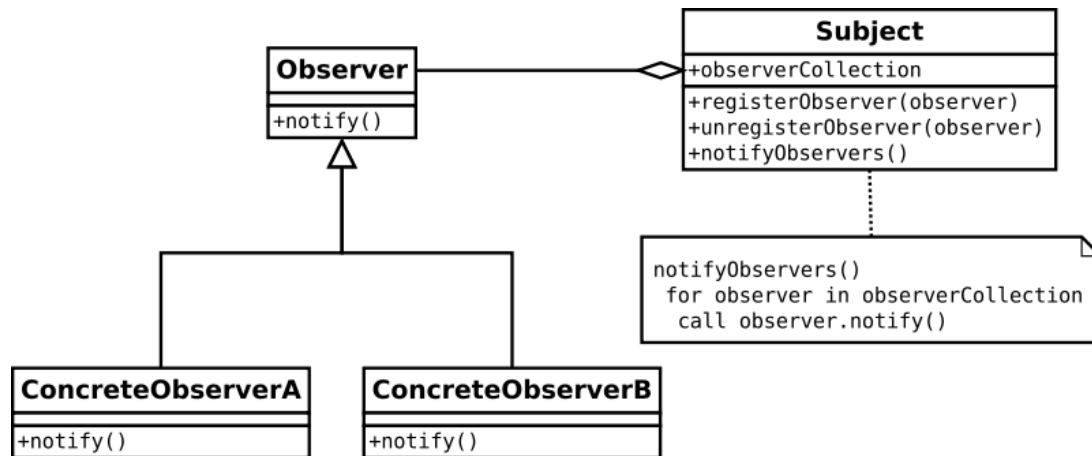 Observer
+notify()
Subject
+observerCollection
+registerObserver(observer)
+unregisterObserver(observer)
+notifyObservers()
notifyObservers()
for observer in observerCollection
call observer.notify()
ConcreteObserverA
+notify()
ConcreteObserverB
+notify()